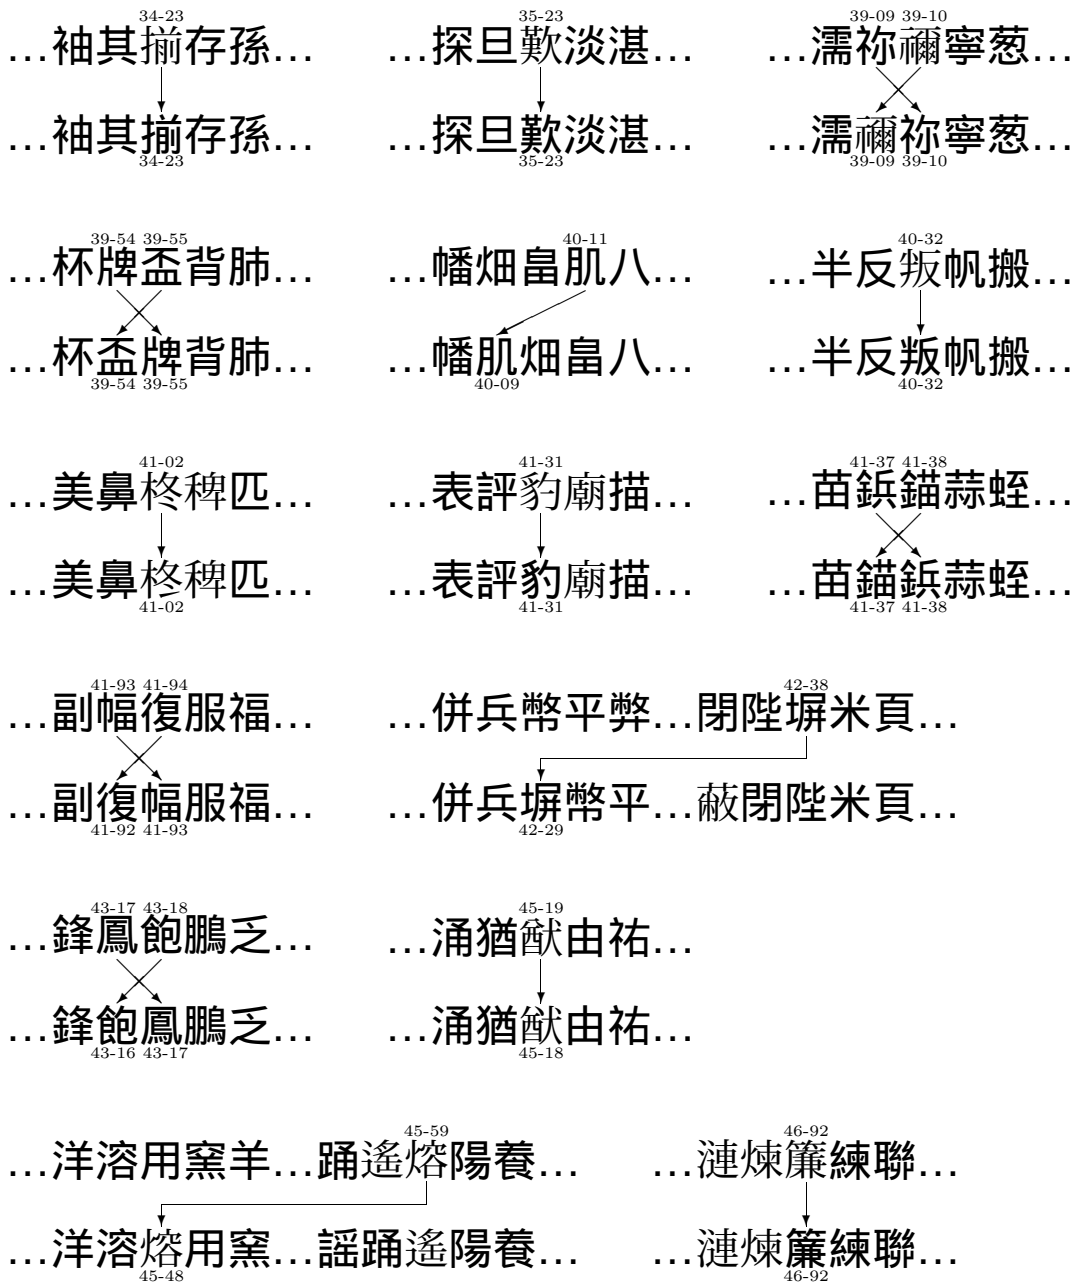 34-23 35-23 39-09 39-10
…袖其揃存孫… …探旦歎淡湛… …濡祢禰寧葱…
…袖其揃存孫… …探旦歎淡湛… …濡禰祢寧葱…
34-23 35-23 39-09 39-10
39-54 39-55 40-11 40-32
…杯牌盃背肺… …幡畑畠肌八… …半反叛帆搬…
…杯盃牌背肺… …幡肌畑畠八… …半反叛帆搬…
39-54 39-55 40-09 40-32
41-02 41-31 41-37 41-38
…美鼻柊稗匹… …表評豹廟描… …苗鋲錨蒜蛭…
…美鼻柊稗匹… …表評豹廟描… …苗錨鋲蒜蛭…
41-02 41-31 41-37 41-38
41-93 41-94 42-38
…副幅復服福… …併兵幣平弊…閉陛塀米頁…
…副復幅服福… …併兵塀幣平…蔽閉陛米頁…
41-92 41-93 42-29
43-17 43-18 45-19
…鋒鳳飽鵬乏… …涌猶猷由祐…
…鋒飽鳳鵬乏… …涌猶猷由祐…
43-16 43-17 45-18
45-59 46-92
…洋溶用窯羊…踊遙熔陽養… …漣煉簾練聯…
…洋溶熔用窯…謡踊遙陽養… …漣煉簾練聯…
45-48 46-92